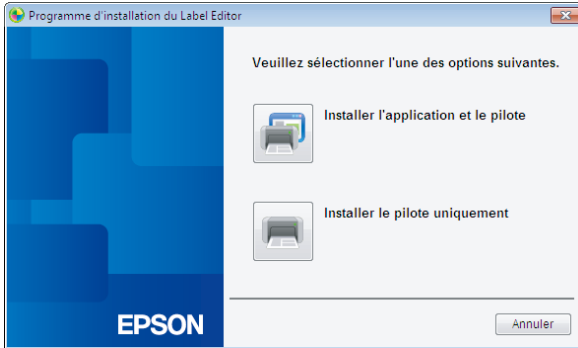 Programme d'installation du Label Editor
Veuillez sélectionner l'une des options suivantes.
Installer l'application et le pilote
Installer le pilote uniquement
EPSON
Annuler